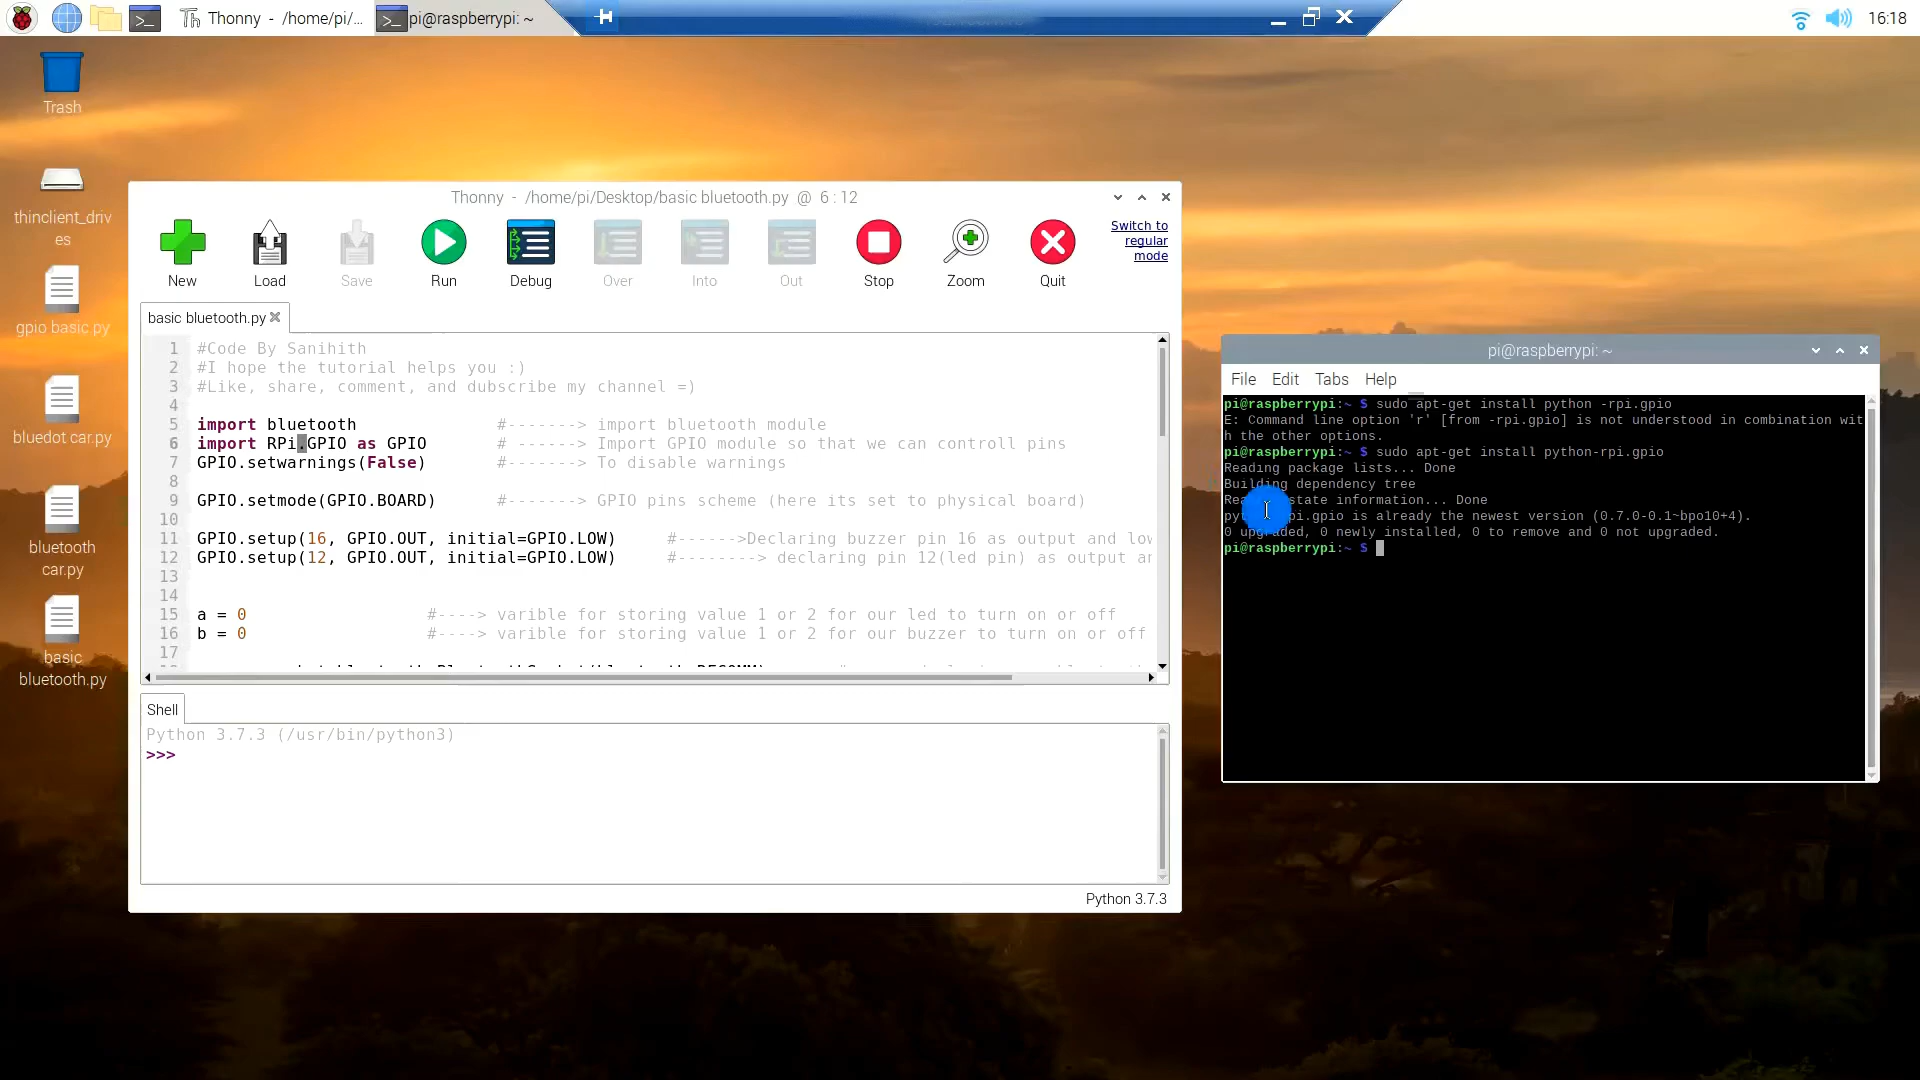 Thonny - /home/pi/...
pi@raspberrypi: ~
16:18
Trash
thinclient_driv
es
gpio basic.py
bluedot car.py
bluetooth
car.py
basic
bluetooth.py
Thonny - /home/pi/Desktop/basic bluetooth.py @ 6 : 12
New
Load
Save
Run
Debug
Over
Into
Out
Stop
Zoom
Quit
Switch to
regular
mode
basic bluetooth.py
1 #Code By Sanihith
2 #I hope the tutorial helps you :)
3 #Like, share, comment, and dubscribe my channel =)
4
5 import bluetooth #-------> import bluetooth module
6 import RPi.GPIO as GPIO # ------> Import GPIO module so that we can controll pins
7 GPIO.setwarnings(False) #-------> To disable warnings
8
9 GPIO.setmode(GPIO.BOARD) #-------> GPIO pins scheme (here its set to physical board)
10
11 GPIO.setup(16, GPIO.OUT, initial=GPIO.LOW) #------>Declaring buzzer pin 16 as output and low
12 GPIO.setup(12, GPIO.OUT, initial=GPIO.LOW) #--------> declaring pin 12(led pin) as output an
13
14
15 a = 0 #----> varible for storing value 1 or 2 for our led to turn on or off
16 b = 0 #----> varible for storing value 1 or 2 for our buzzer to turn on or off
17
Shell
Python 3.7.3 (/usr/bin/python3)
>>>
Python 3.7.3
pi@raspberrypi: ~
File Edit Tabs Help
pi@raspberrypi:~ $ sudo apt-get install python -rpi.gpio
E: Command line option 'r' [from -rpi.gpio] is not understood in combination wit
h the other options.
pi@raspberrypi:~ $ sudo apt-get install python-rpi.gpio
Reading package lists... Done
Building dependency tree
state information... Done
pi.gpio is already the newest version (0.7.0-0.1~bpo10+4).
0 upgraded, 0 newly installed, 0 to remove and 0 not upgraded.
pi@raspberrypi:~ $